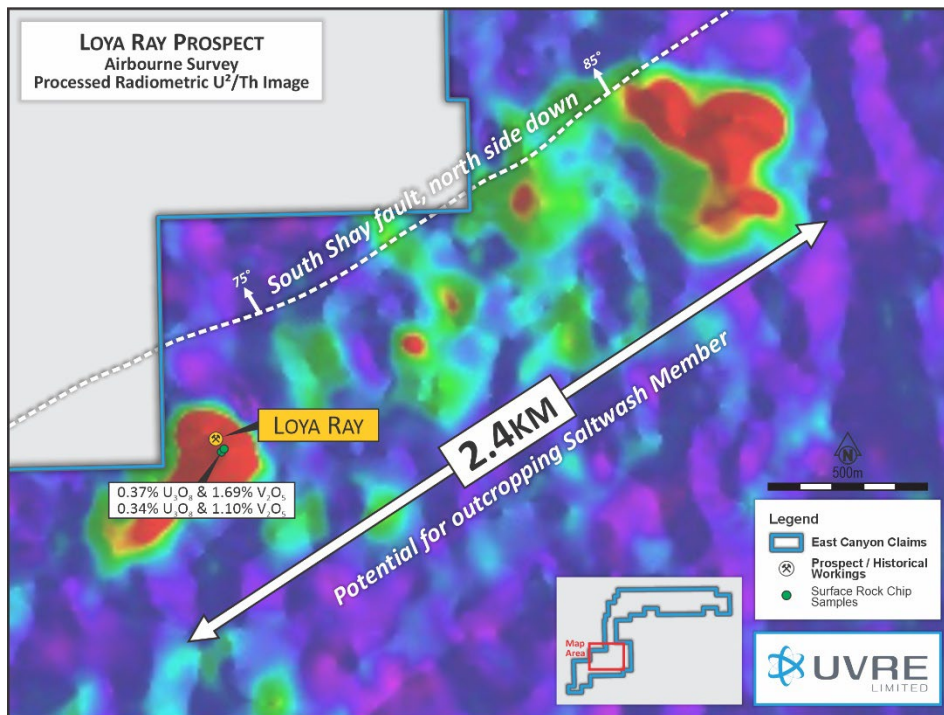 LOYA RAY PROSPECT
Airbourne Survey
Processed Radiometric U²/Th Image
85°
South Shay fault, north side down
75°
LOYA RAY
0.37% U₃O₈ & 1.69% V₂O₅
0.34% U₃O₈ & 1.10% V₂O₅
2.4KM
Potential for outcropping Saltwash Member
N
500m
Legend
East Canyon Claims
Prospect / Historical
Workings
Surface Rock Chip
Samples
Map
Area
UVRE
LIMITED